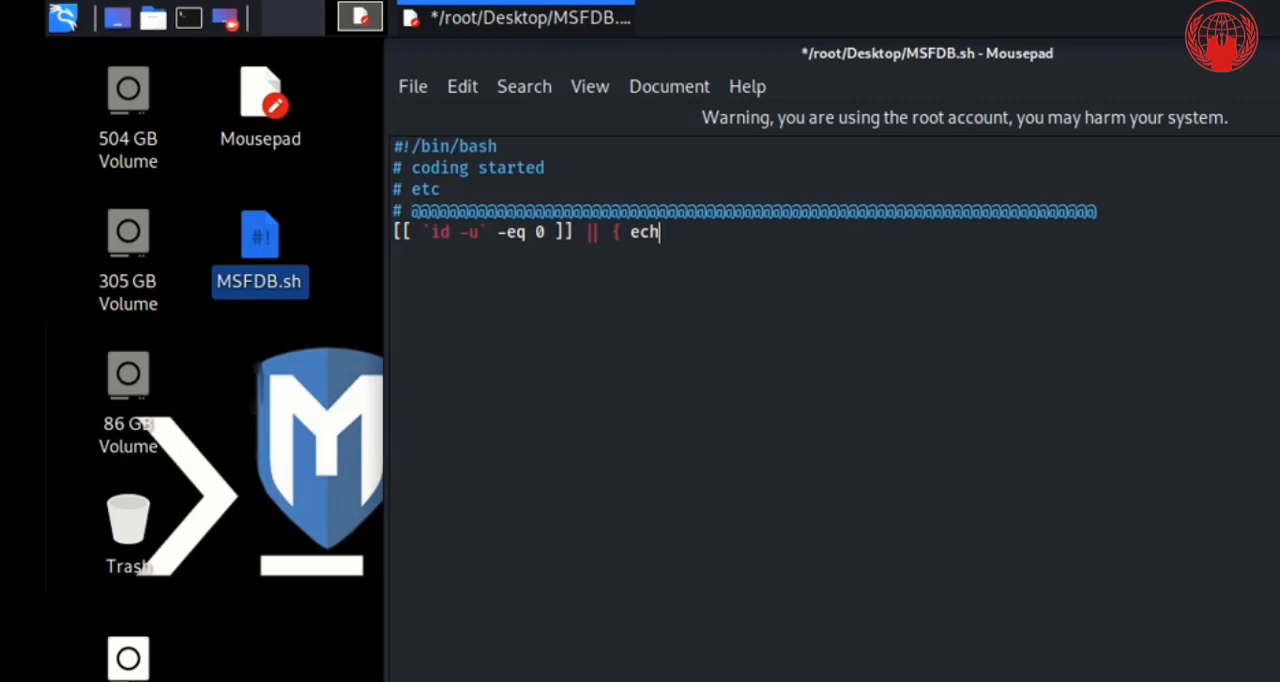 */root/Desktop/MSFDB....
*/root/Desktop/MSFDB.sh - Mousepad
File Edit Search View Document Help
Warning, you are using the root account, you may harm your system.
#!/bin/bash
# coding started
# etc
# @@@@@@@@@@@@@@@@@@@@@@@@@@@@@@@@@@@@@@@@@@@@@@@@@@@@@@@@@@@@@@@@@@@@@@@@@
[[ `id -u` -eq 0 ]] || { ech
504 GB
Volume
Mousepad
305 GB
Volume
#!
MSFDB.sh
86 GB
Volume
M
Trash